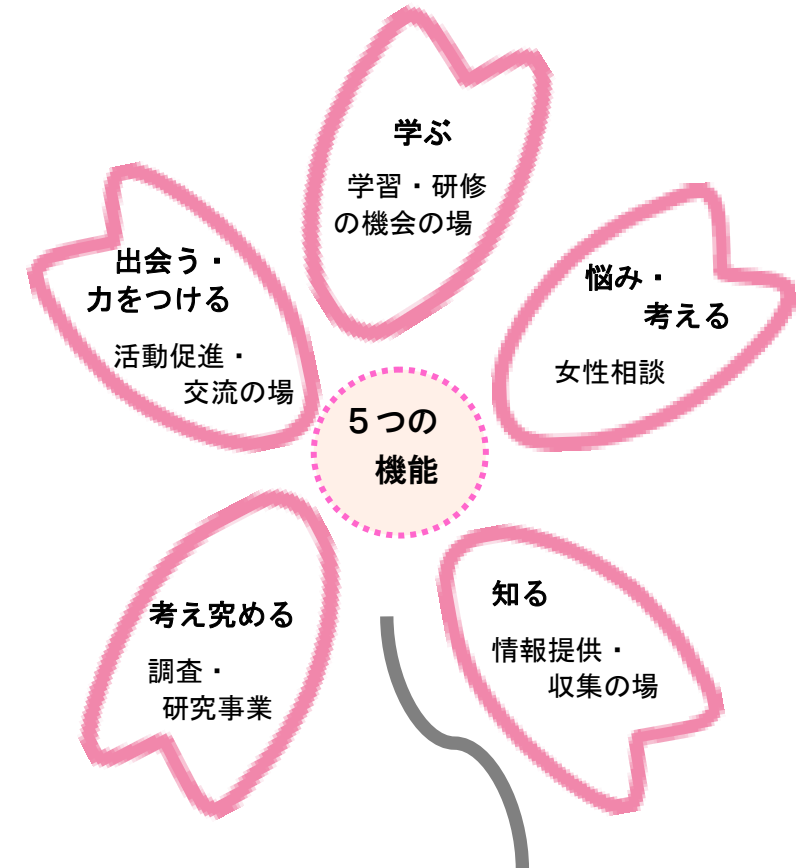 学ぶ
学習・研修
の機会の場
出会う・
力をつける
活動促進・
交流の場
悩み・
考える
女性相談
５つの
機能
考え究める
調査・
研究事業
知る
情報提供・
収集の場